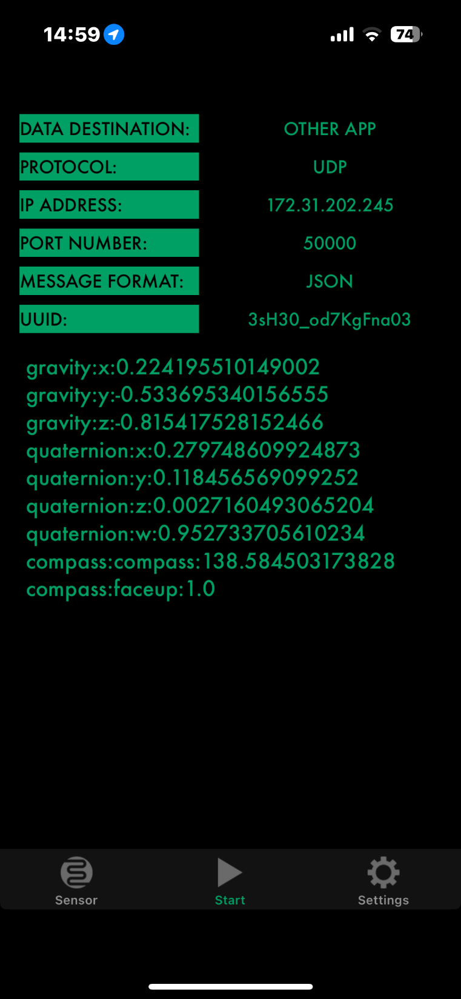 14:59
74
DATA DESTINATION: OTHER APP
PROTOCOL: UDP
IP ADDRESS: 172.31.202.245
PORT NUMBER: 50000
MESSAGE FORMAT: JSON
UUID: 3sH30_od7KgFna03
gravity:x:0.224195510149002
gravity:y:-0.533695340156555
gravity:z:-0.815417528152466
quaternion:x:0.279748609924873
quaternion:y:0.118456569099252
quaternion:z:0.0027160493065204
quaternion:w:0.952733705610234
compass:compass:138.584503173828
compass:faceup:1.0
Sensor Start Settings